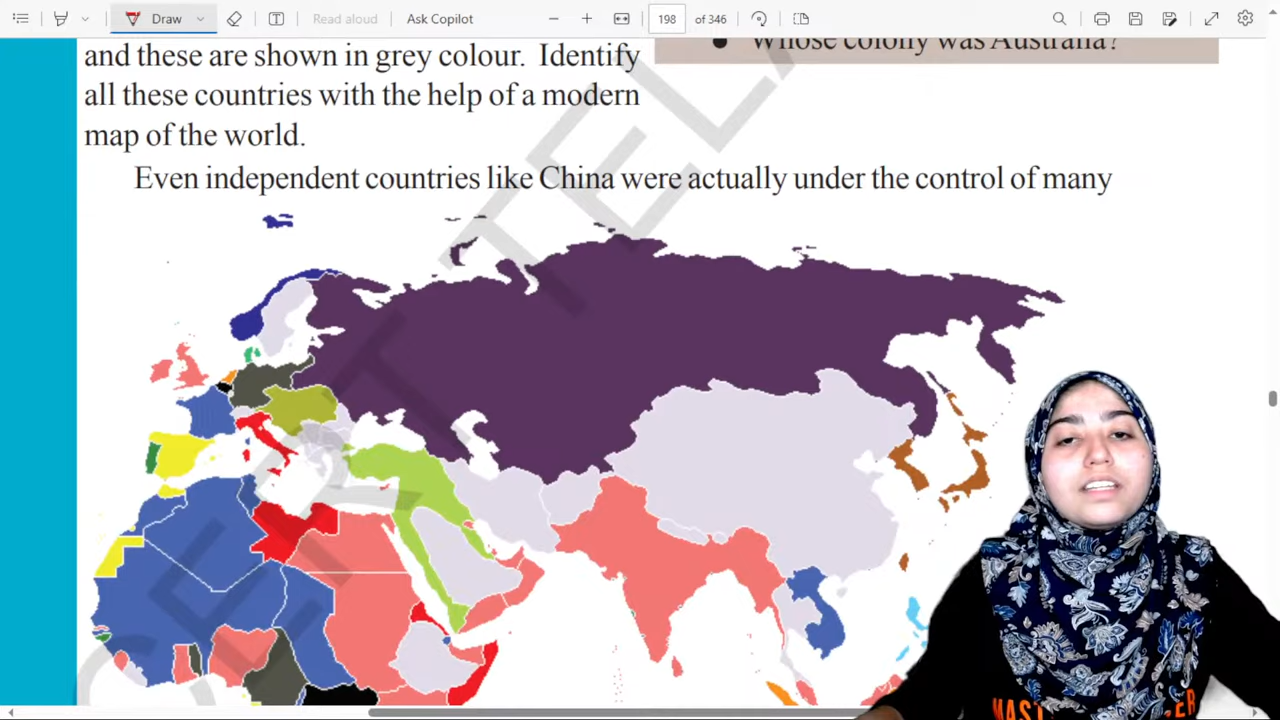 Draw
Read aloud
Ask Copilot
198 of 346
and these are shown in grey colour. Identify
all these countries with the help of a modern
map of the world.
• Whose colony was Australia?
Even independent countries like China were actually under the control of many